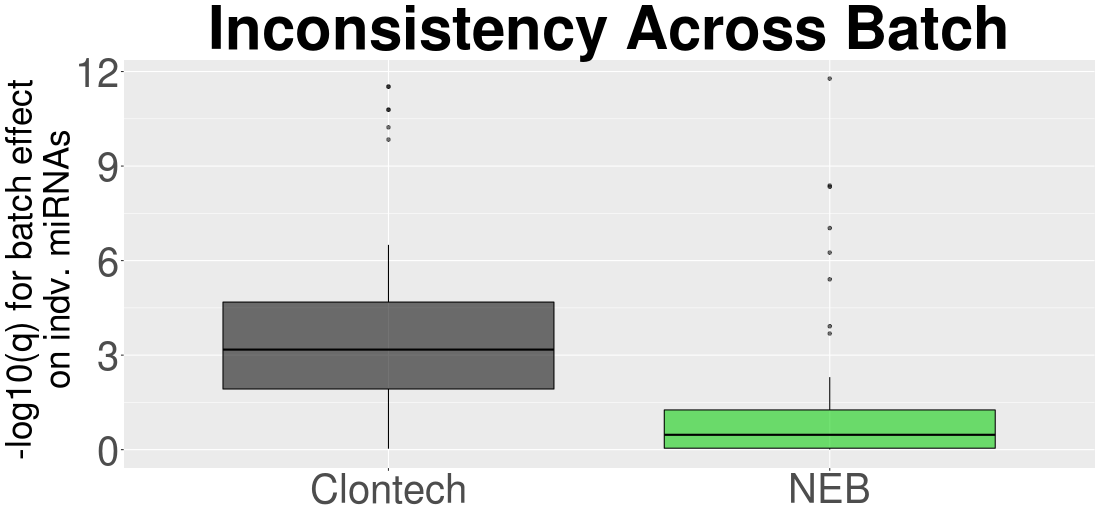 Inconsistency Across Batch
-log10(q) for batch effect
on indv. miRNAs
12
9
6
3
0
Clontech
NEB